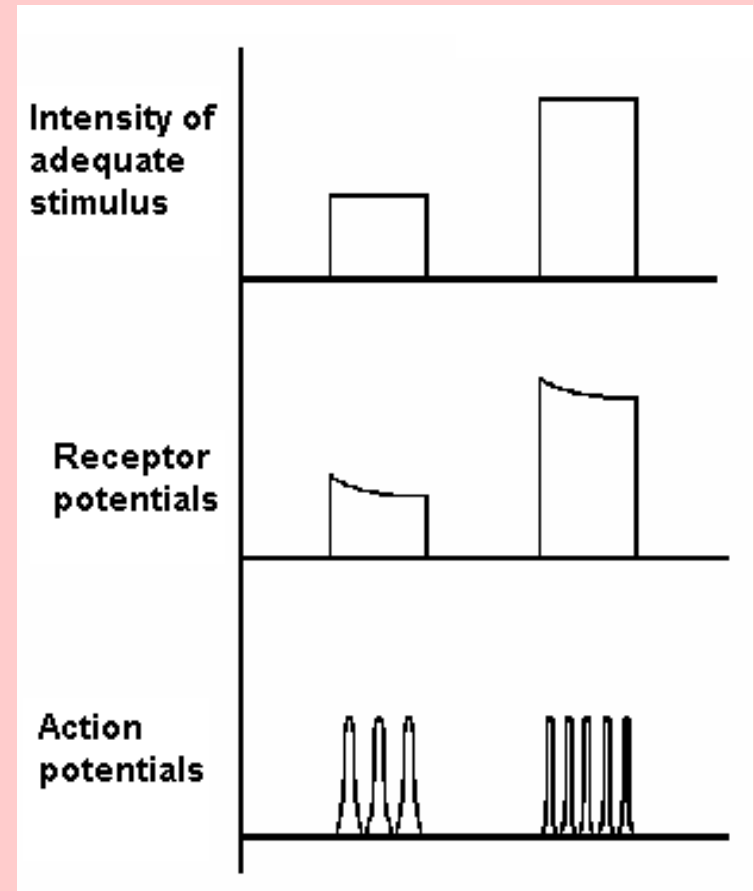 Intensity of
adequate
stimulus
Receptor
potentials
Action
potentials